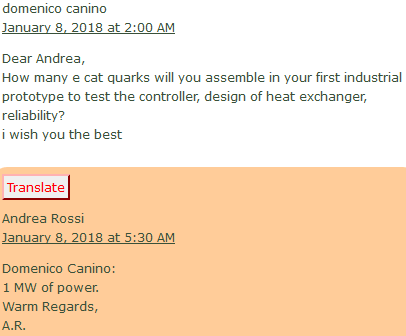 domenico canino
January 8, 2018 at 2:00 AM
Dear Andrea,
How many e cat quarks will you assemble in your first industrial
prototype to test the controller, design of heat exchanger,
reliability?
i wish you the best
Translate
Andrea Rossi
January 8, 2018 at 5:30 AM
Domenico Canino:
1 MW of power.
Warm Regards,
A.R.